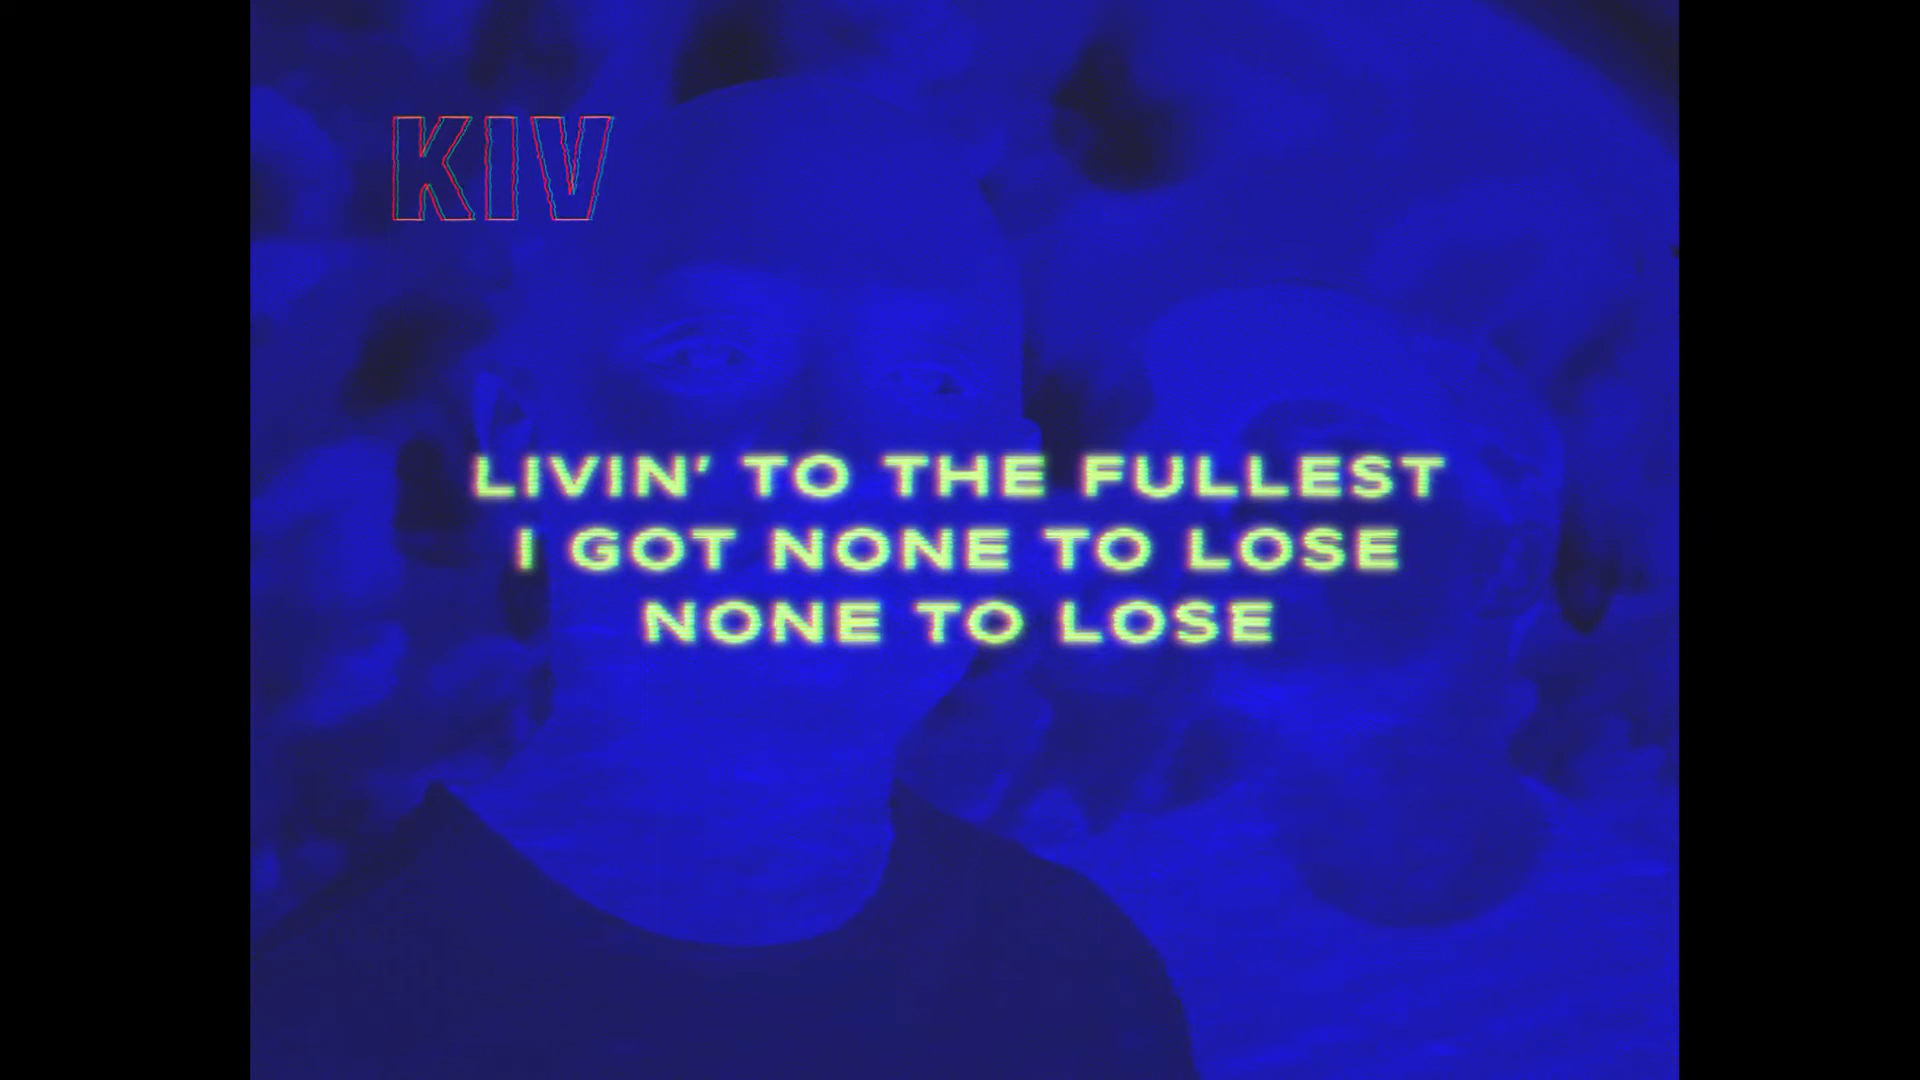 KIV
LIVIN' TO THE FULLEST
I GOT NONE TO LOSE
NONE TO LOSE